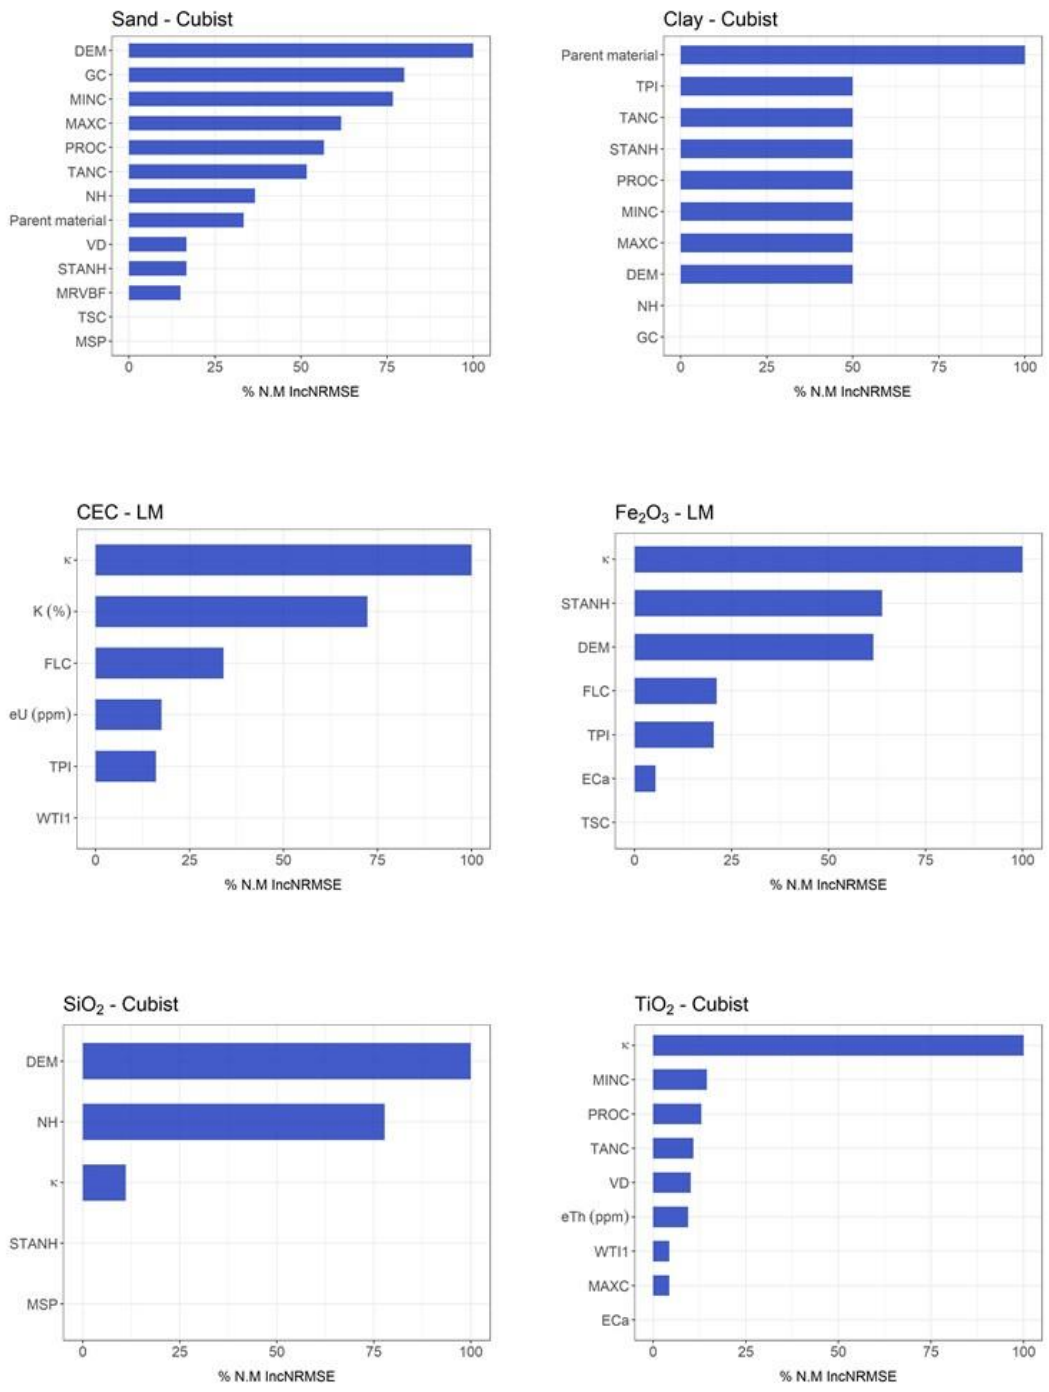 Sand - Cubist
DEM
GC
MINC
MAXC
PROC
TANC
NH
Parent material
VD
STANH
MRVBF
TSC
MSP
0 25 50 75 100
% N.M IncNRMSE
Clay - Cubist
Parent material
TPI
TANC
STANH
PROC
MINC
MAXC
DEM
NH
GC
0 25 50 75 100
% N.M IncNRMSE
CEC - LM
κ
K (%)
FLC
eU (ppm)
TPI
WTI1
0 25 50 75 100
% N.M IncNRMSE
Fe₂O₃ - LM
κ
STANH
DEM
FLC
TPI
ECa
TSC
0 25 50 75 100
% N.M IncNRMSE
SiO₂ - Cubist
DEM
NH
κ
STANH
MSP
0 25 50 75 100
% N.M IncNRMSE
TiO₂ - Cubist
κ
MINC
PROC
TANC
VD
eTh (ppm)
WTI1
MAXC
ECa
0 25 50 75 100
% N.M IncNRMSE